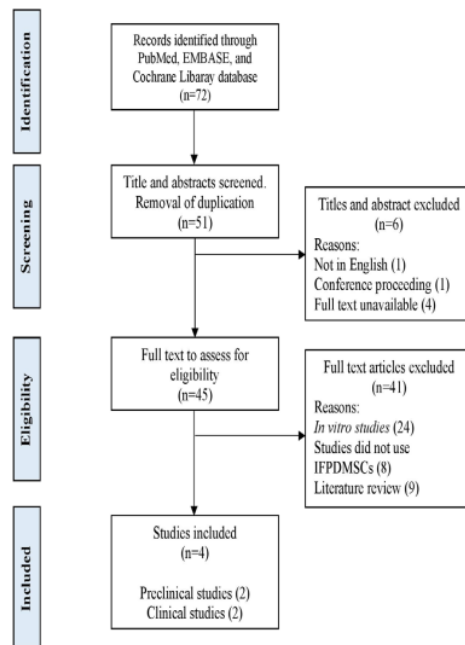 Identification
Records identified through
PubMed, EMBASE, and
Cochrane Libaray database
(n=72)
Screening
Title and abstracts screened.
Removal of duplication
(n=51)
Titles and abstract excluded
(n=6)
Reasons:
Not in English (1)
Conference proceeding (1)
Full text unavailable (4)
Eligibility
Full text to assess for
eligibility
(n=45)
Full text articles excluded
(n=41)
Reasons:
In vitro studies (24)
Studies did not use
IFPDMSCs (8)
Literature review (9)
Included
Studies included
(n=4)
Preclinical studies (2)
Clinical studies (2)